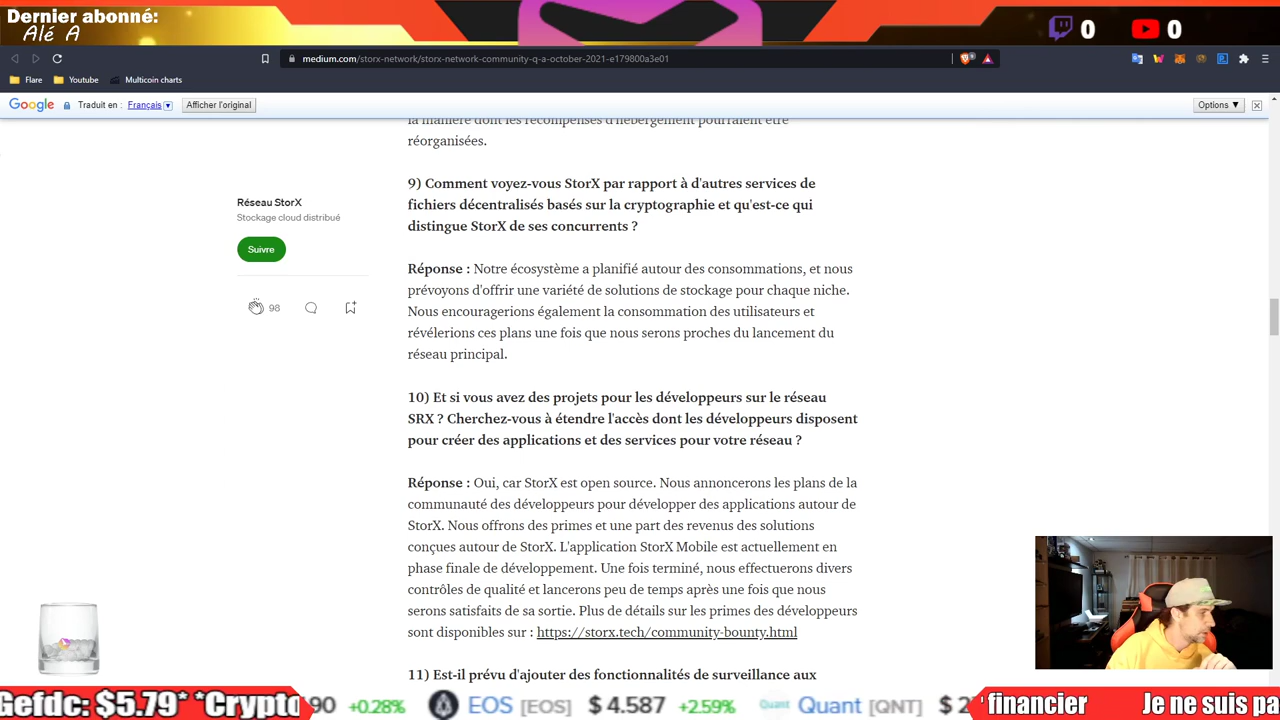 Dernier abonné:
Alé A
0
0
medium.com/storx-network/storx-network-community-q-a-october-2021-e179800a3e01
Flare
Youtube
Multicoin charts
Google
Traduit en :
Français
Afficher l'original
Options ▼
la manière dont les récompenses d'hébergement pourraient être
réorganisées.
9) Comment voyez-vous StorX par rapport à d'autres services de
fichiers décentralisés basés sur la cryptographie et qu'est-ce qui
distingue StorX de ses concurrents ?
Réseau StorX
Stockage cloud distribué
Suivre
98
Réponse : Notre écosystème a planifié autour des consommations, et nous
prévoyons d'offrir une variété de solutions de stockage pour chaque niche.
Nous encouragerions également la consommation des utilisateurs et
révélerions ces plans une fois que nous serons proches du lancement du
réseau principal.
10) Et si vous avez des projets pour les développeurs sur le réseau
SRX ? Cherchez-vous à étendre l'accès dont les développeurs disposent
pour créer des applications et des services pour votre réseau ?
Réponse : Oui, car StorX est open source. Nous annoncerons les plans de la
communauté des développeurs pour développer des applications autour de
StorX. Nous offrons des primes et une part des revenus des solutions
conçues autour de StorX. L'application StorX Mobile est actuellement en
phase finale de développement. Une fois terminé, nous effectuerons divers
contrôles de qualité et lancerons peu de temps après une fois que nous
serons satisfaits de sa sortie. Plus de détails sur les primes des développeurs
sont disponibles sur : https://storx.tech/community-bounty.html
11) Est-il prévu d'ajouter des fonctionnalités de surveillance aux
Gefdc: $5.79* *Crypto
90 +0.28%
EOS [EOS] $ 4.587 +2.59%
Quant Quant [QNT] $ 2
financier
Je ne suis pa